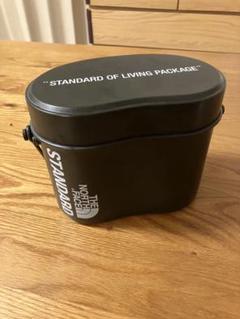 "STANDARD OF LIVING PACKAGE"
THE
NORTH
FACE
STANDARD